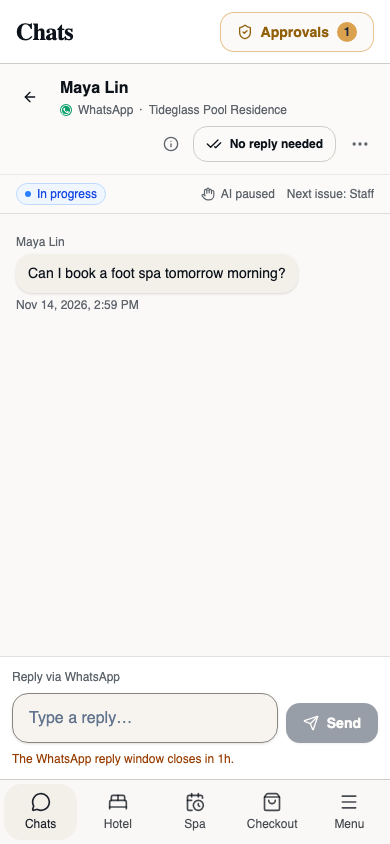 Chats
Approvals 1
Maya Lin
WhatsApp · Tideglass Pool Residence
No reply needed
In progress
AI paused Next issue: Staff
Maya Lin
Can I book a foot spa tomorrow morning?
Nov 14, 2026, 2:59 PM
Reply via WhatsApp
Type a reply…
Send
The WhatsApp reply window closes in 1h.
Chats Hotel Spa Checkout Menu